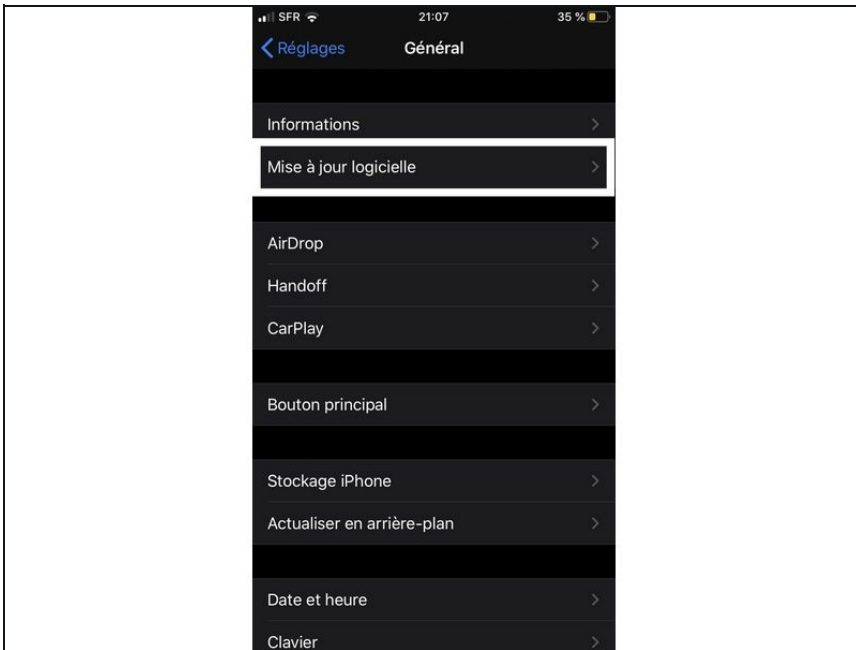 SFR 21:07 35 %
Réglages Général
Informations
Mise à jour logicielle
AirDrop
Handoff
CarPlay
Bouton principal
Stockage iPhone
Actualiser en arrière-plan
Date et heure
Clavier